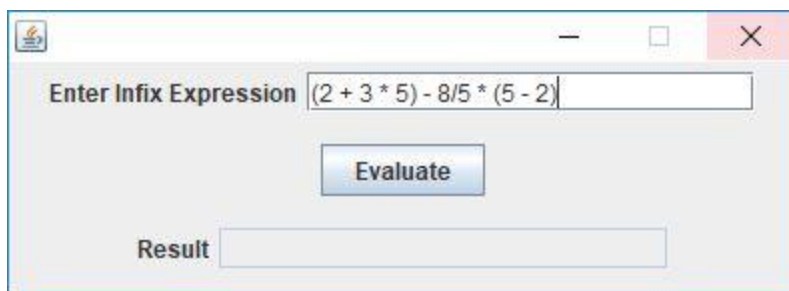 Enter Infix Expression (2 + 3 * 5) - 8/5 * (5 - 2)
Evaluate
Result